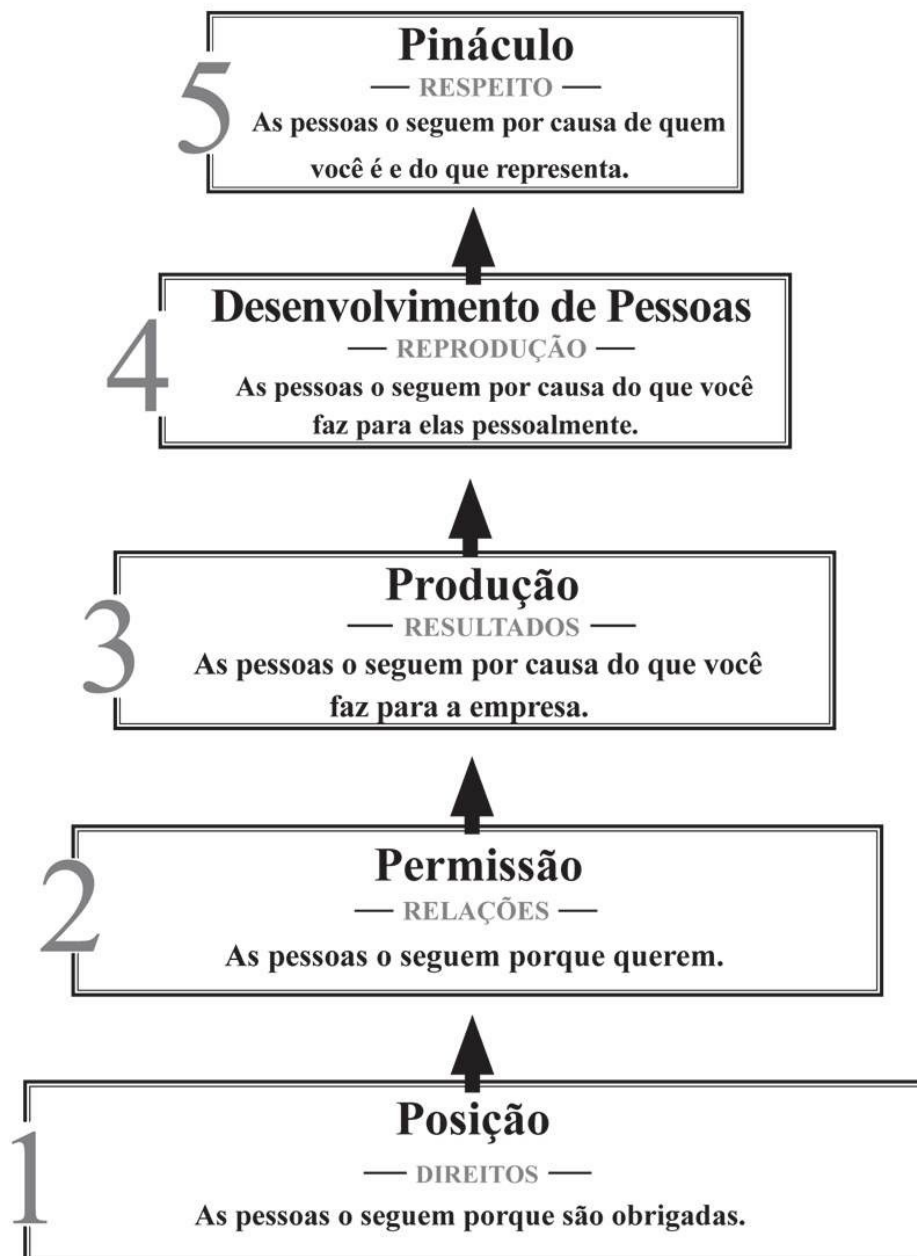 5
Pináculo
— RESPEITO —
As pessoas o seguem por causa de quem
você é e do que representa.
4
Desenvolvimento de Pessoas
— REPRODUÇÃO —
As pessoas o seguem por causa do que você
faz para elas pessoalmente.
3
Produção
— RESULTADOS —
As pessoas o seguem por causa do que você
faz para a empresa.
2
Permissão
— RELAÇÕES —
As pessoas o seguem porque querem.
1
Posição
— DIREITOS —
As pessoas o seguem porque são obrigadas.